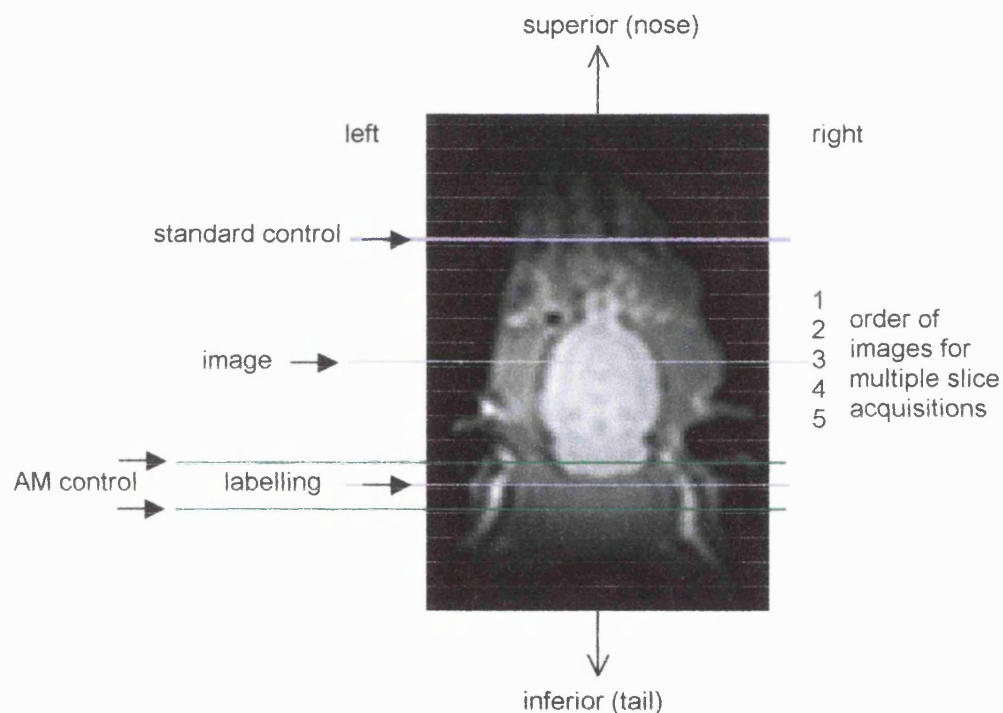 superior (nose)
left
right
standard control
1
2 order of
image
3 images for
4 multiple slice
5 acquisitions
AM control
labelling
inferior (tail)